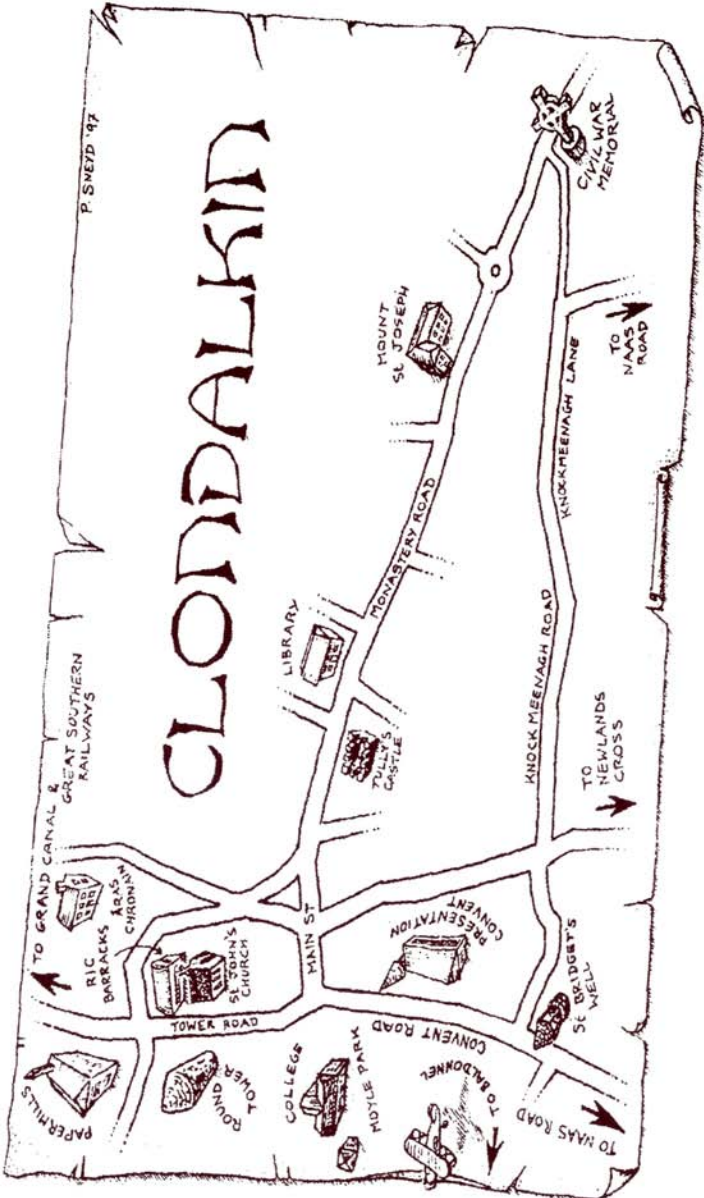 P. SNEYD '97
CLONDALKIN
CIVIL WAR
MEMORIAL
MOUNT
St JOSEPH
TO
NAAS
ROAD
KNOCKMEENAGH LANE
MONASTERY ROAD
LIBRARY
TULLY'S
CASTLE
KNOCKMEENAGH ROAD
TO
NEWLANDS
CROSS
TO GRAND CANAL &
GREAT SOUTHERN
RAILWAYS
ÁRAS
CHRONAIN
RIC
BARRACKS
St JOHN'S
CHURCH
MAIN ST
PRESENTATION
CONVENT
St BRIDGET'S
WELL
TOWER ROAD
CONVENT ROAD
PAPERMILLS
ROUND
TOWER
COLLEGE
MOYLE PARK
TO BALDONNEL
TO NAAS ROAD